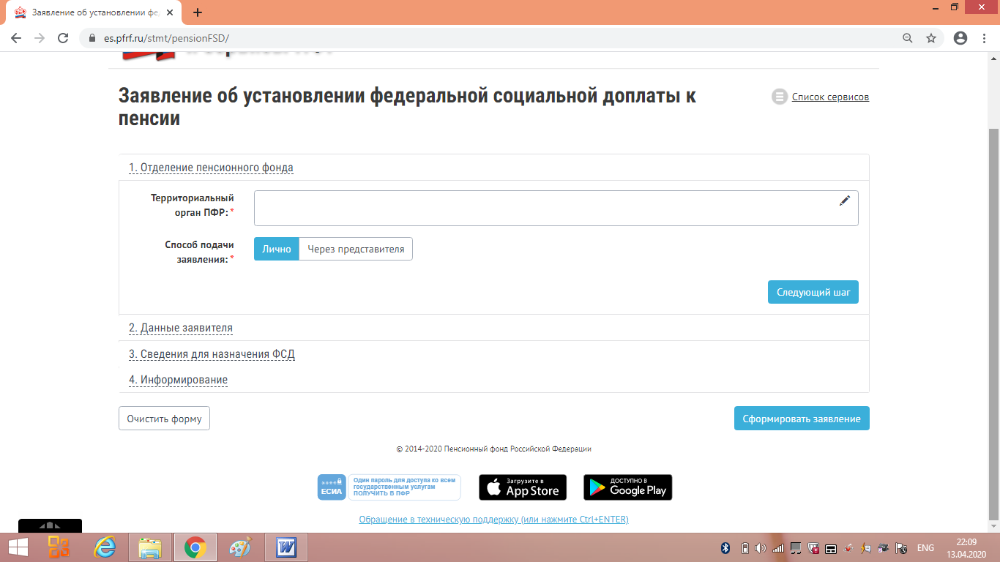 Заявление об установлении фе
es.pfrf.ru/stmt/pensionFSD/
Заявление об установлении федеральной социальной доплаты к
пенсии
Список сервисов
1. Отделение пенсионного фонда
Территориальный
орган ПФР: *
Способ подачи
заявления: *
Лично
Через представителя
Следующий шаг
2. Данные заявителя
3. Сведения для назначения ФСД
4. Информирование
Очистить форму
Сформировать заявление
© 2014-2020 Пенсионный фонд Российской Федерации
****
ЕСИА
Один пароль для доступа ко всем
государственным услугам
ПОЛУЧИТЬ В ПФР
Загрузите в
App Store
ДОСТУПНО В
Google Play
Обращение в техническую поддержку (или нажмите Ctrl+ENTER)
ENG
22:09
13.04.2020